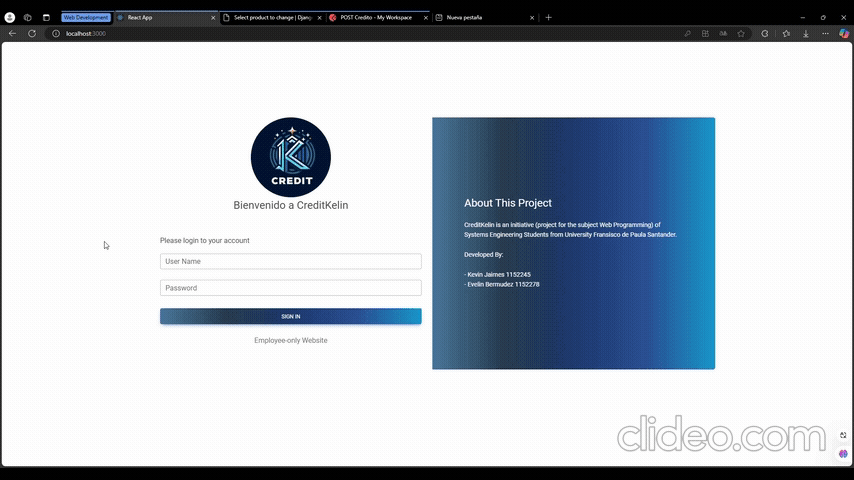 Web Development
React App
Select product to change | Djang
POST Credito - My Workspace
Nueva pestaña
localhost:3000
K
CREDIT
Bienvenido a CreditKelin
Please login to your account
User Name
Password
SIGN IN
Employee-only Website
About This Project
CreditKelin is an initiative (project for the subject Web Programming) of
Systems Engineering Students from University Fransiaco de Paula Santander.
Developed By:
- Kevin Jaimes 1152245
- Evelin Bermudez 1152278
clideo.com